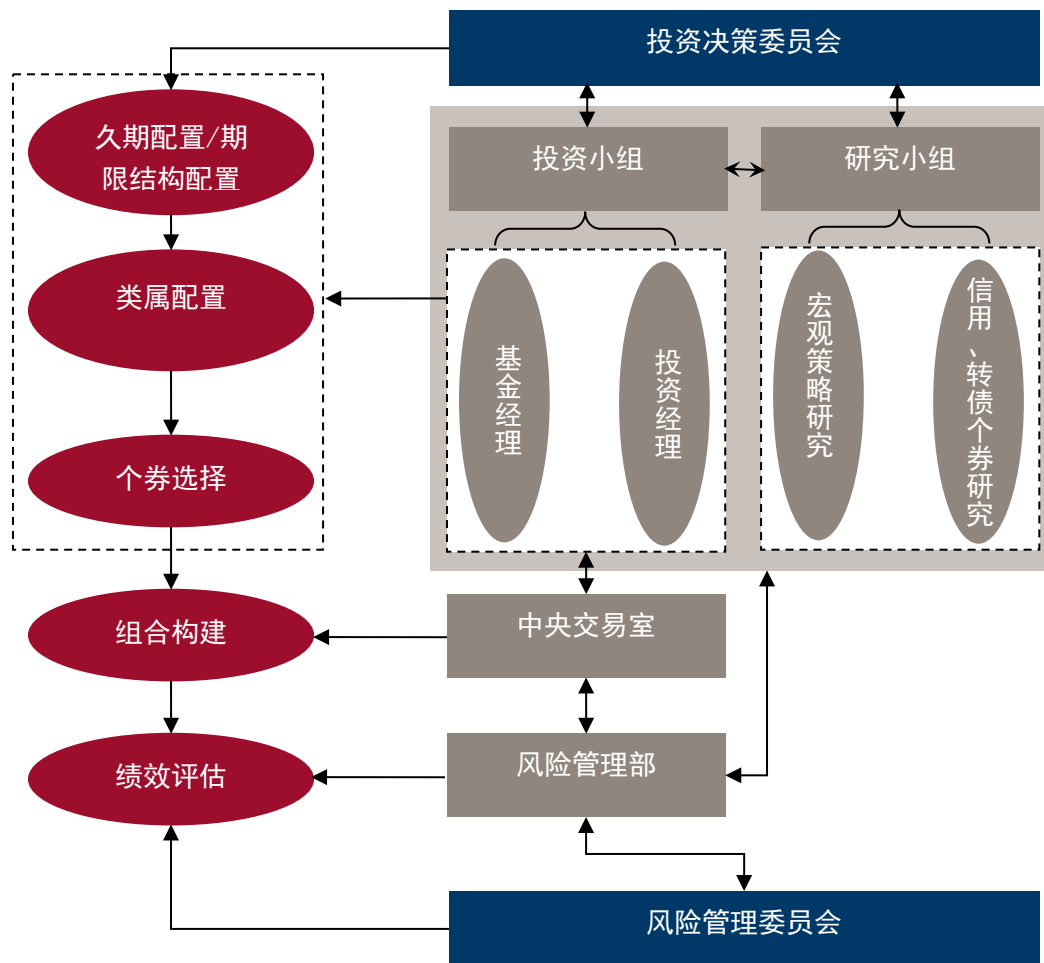 投资决策委员会
久期配置/期
限结构配置
投资小组
研究小组
类属配置
基金经理
投资经理
宏观策略研究
信用、转债个券研究
个券选择
组合构建
中央交易室
绩效评估
风险管理部
风险管理委员会